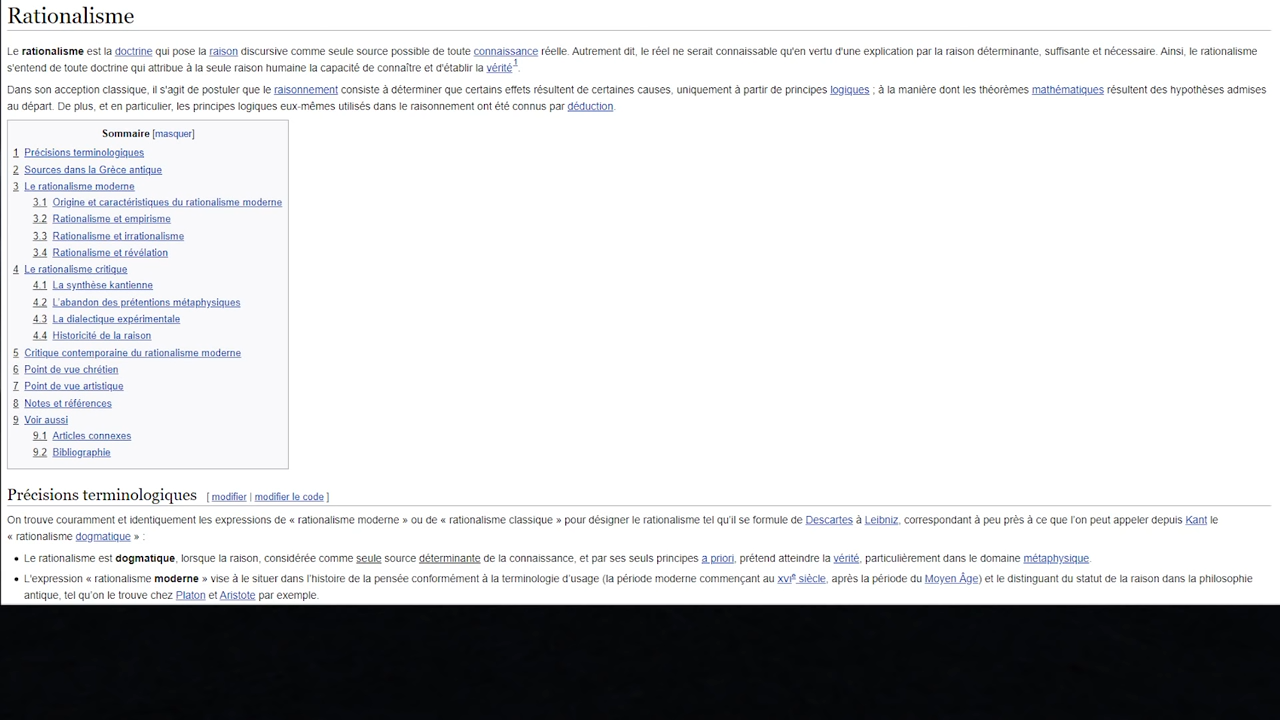 Rationalisme
Le rationalisme est la doctrine qui pose la raison discursive comme seule source possible de toute connaissance réelle. Autrement dit, le réel ne serait connaissable qu'en vertu d'une explication par la raison déterminante, suffisante et nécessaire. Ainsi, le rationalisme
s'entend de toute doctrine qui attribue à la seule raison humaine la capacité de connaître et d'établir la vérité1.
Dans son acception classique, il s'agit de postuler que le raisonnement consiste à déterminer que certains effets résultent de certaines causes, uniquement à partir de principes logiques ; à la manière dont les théorèmes mathématiques résultent des hypothèses admises
au départ. De plus, et en particulier, les principes logiques eux-mêmes utilisés dans le raisonnement ont été connus par déduction.
Sommaire [masquer]
1 Précisions terminologiques
2 Sources dans la Grèce antique
3 Le rationalisme moderne
3.1 Origine et caractéristiques du rationalisme moderne
3.2 Rationalisme et empirisme
3.3 Rationalisme et irrationalisme
3.4 Rationalisme et révélation
4 Le rationalisme critique
4.1 La synthèse kantienne
4.2 L'abandon des prétentions métaphysiques
4.3 La dialectique expérimentale
4.4 Historicité de la raison
5 Critique contemporaine du rationalisme moderne
6 Point de vue chrétien
7 Point de vue artistique
8 Notes et références
9 Voir aussi
9.1 Articles connexes
9.2 Bibliographie
Précisions terminologiques [ modifier | modifier le code ]
On trouve couramment et identiquement les expressions de « rationalisme moderne » ou de « rationalisme classique » pour désigner le rationalisme tel qu'il se formule de Descartes à Leibniz, correspondant à peu près à ce que l'on peut appeler depuis Kant le
« rationalisme dogmatique » :
• Le rationalisme est dogmatique, lorsque la raison, considérée comme seule source déterminante de la connaissance, et par ses seuls principes a priori, prétend atteindre la vérité, particulièrement dans le domaine métaphysique.
• L'expression « rationalisme moderne » vise à le situer dans l'histoire de la pensée conformément à la terminologie d'usage (la période moderne commençant au XVIe siècle, après la période du Moyen Âge) et le distinguant du statut de la raison dans la philosophie
antique, tel qu'on le trouve chez Platon et Aristote par exemple.